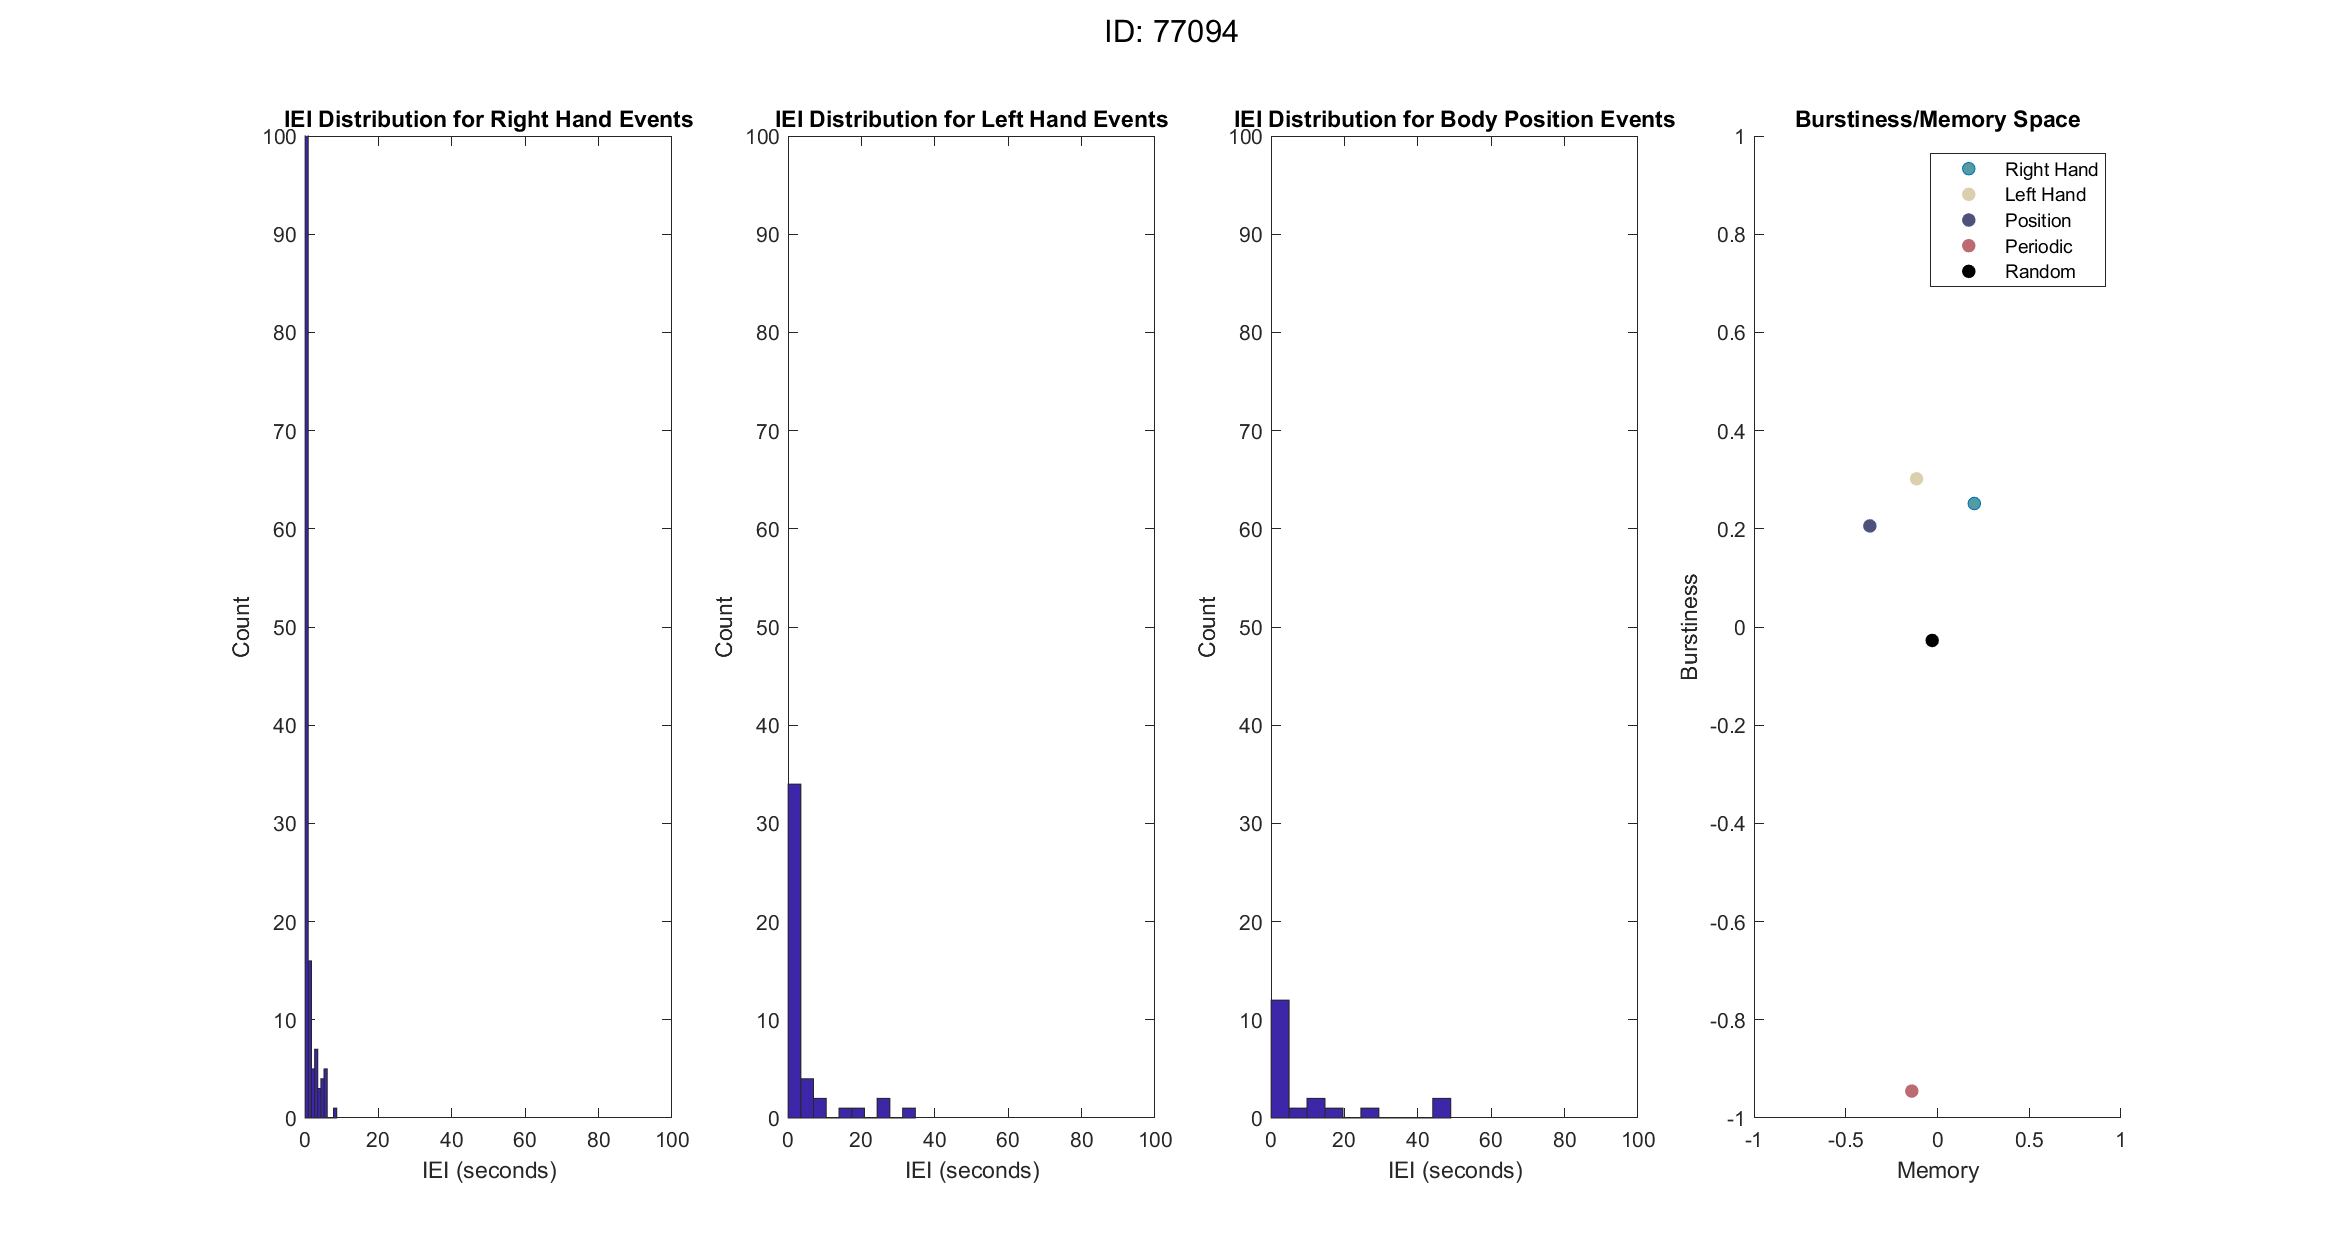 ID: 77094
IEI Distribution for Right Hand Events
100
90
80
70
60
50
40
30
20
10
0
Count
0 20 40 60 80 100
IEI (seconds)
IEI Distribution for Left Hand Events
100
90
80
70
60
50
40
30
20
10
0
Count
0 20 40 60 80 100
IEI (seconds)
IEI Distribution for Body Position Events
100
90
80
70
60
50
40
30
20
10
0
Count
0 20 40 60 80 100
IEI (seconds)
Burstiness/Memory Space
1
0.8
0.6
0.4
0.2
0
-0.2
-0.4
-0.6
-0.8
-1
Burstiness
Right Hand
Left Hand
Position
Periodic
Random
-1 -0.5 0 0.5 1
Memory